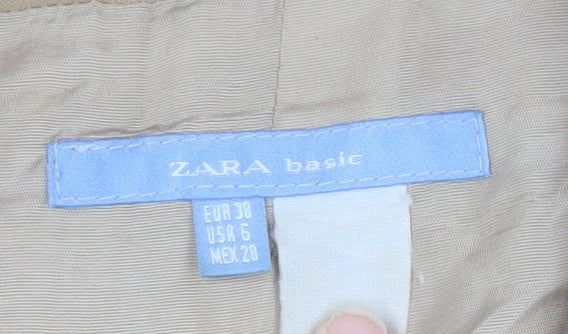 ZARA basic
EUR 38
USA 6
MEX 28